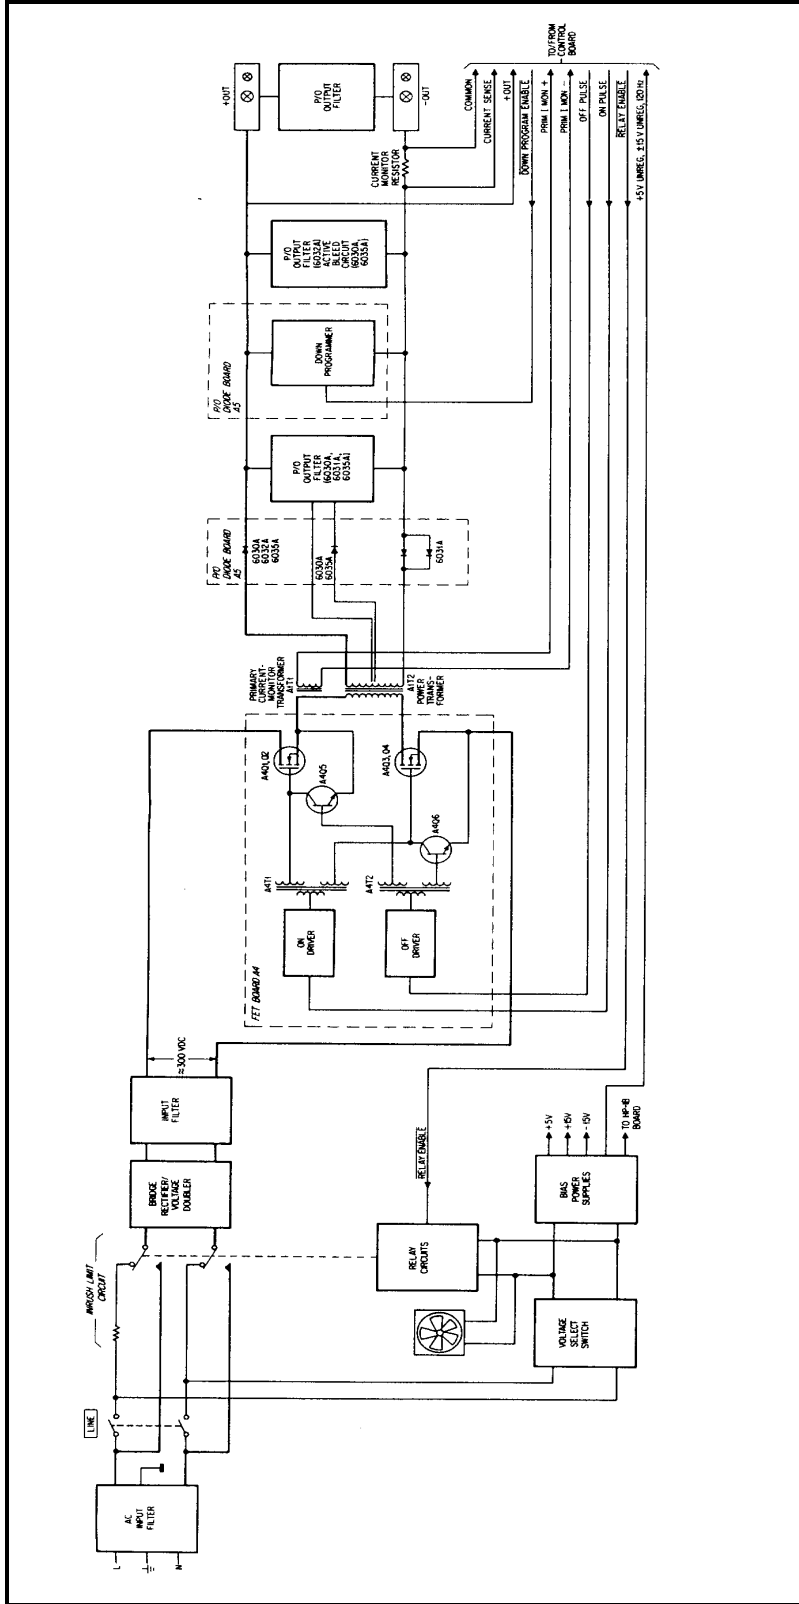 L
N
AC
INPUT
FILTER
LINE
INRUSH LIMIT
CIRCUIT
BRIDGE
RECTIFIER/
VOLTAGE
DOUBLER
INPUT
FILTER
≈300 VDC
VOLTAGE
SELECT
SWITCH
RELAY
CIRCUITS
RELAY ENABLE
BIAS
POWER
SUPPLIES
+5V
+15V
-15V
TO HP-IB
BOARD
FET BOARD A4
ON
DRIVER
OFF
DRIVER
A4T1
A4T2
A4Q1,Q2
A4Q5
A4Q3,Q4
A4Q6
PRIMARY
CURRENT-
MONITOR
TRANSFORMER
A1T1
A1T2
POWER
TRANS-
FORMER
P/O
DIODE BOARD
A5
6030A
6032A
6035A
6030A
6035A
6031A
P/O
OUTPUT
FILTER
(6030A,
6031A,
6035A)
P/O
DIODE BOARD
A5
DOWN
PROGRAMMER
P/O
OUTPUT
FILTER
(6032A)
ACTIVE
BLEED
CIRCUIT
(6030A,
6035A)
CURRENT
MONITOR
RESISTOR
+OUT
P/O
OUTPUT
FILTER
-OUT
COMMON
CURRENT SENSE
+OUT
DOWN PROGRAM ENABLE
PRIM I MON +
PRIM I MON -
OFF PULSE
ON PULSE
RELAY ENABLE
+5V UNREG, ±15V UNREG, 120 Hz
TO/FROM
CONTROL
BOARD